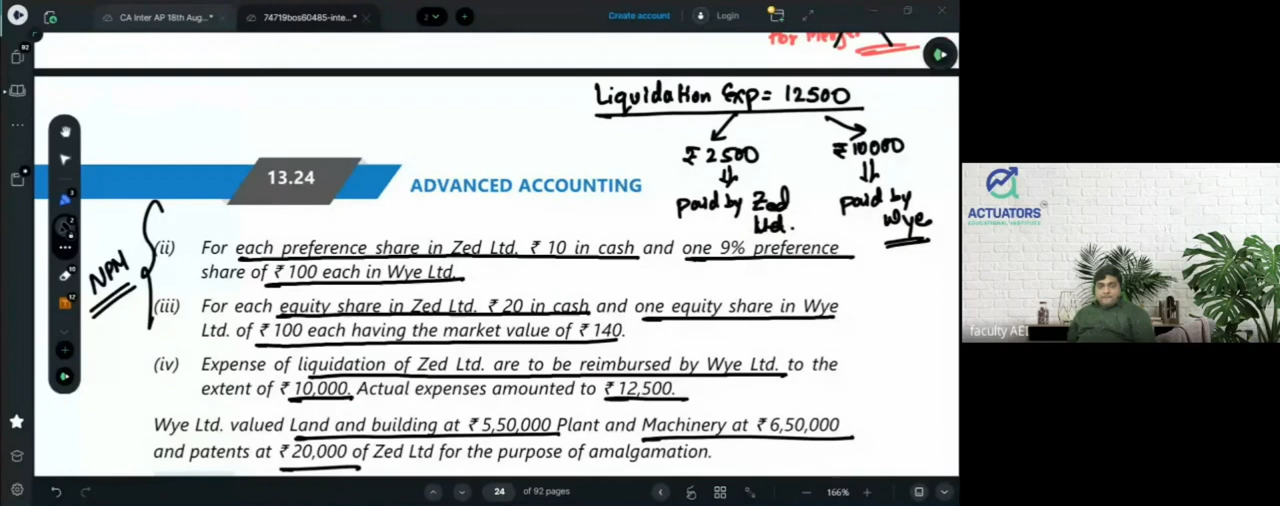 CA Inter AP 18th Aug...*
74719bos60485-inte...*
2
Create account
Login
92
for Merger
Liquidation Exp = 12500
₹ 2500
₹ 10000
paid by Zed Ltd.
paid by Wye
13.24
ADVANCED ACCOUNTING
NPM
(ii) For each preference share in Zed Ltd. ₹ 10 in cash and one 9% preference
share of ₹ 100 each in Wye Ltd.
(iii) For each equity share in Zed Ltd. ₹ 20 in cash and one equity share in Wye
Ltd. of ₹ 100 each having the market value of ₹ 140.
(iv) Expense of liquidation of Zed Ltd. are to be reimbursed by Wye Ltd. to the
extent of ₹ 10,000. Actual expenses amounted to ₹ 12,500.
Wye Ltd. valued Land and building at ₹ 5,50,000 Plant and Machinery at ₹ 6,50,000
and patents at ₹ 20,000 of Zed Ltd for the purpose of amalgamation.
24 of 92 pages
166%
ACTUATORS
EDUCATIONAL INSTITUTE
faculty AED